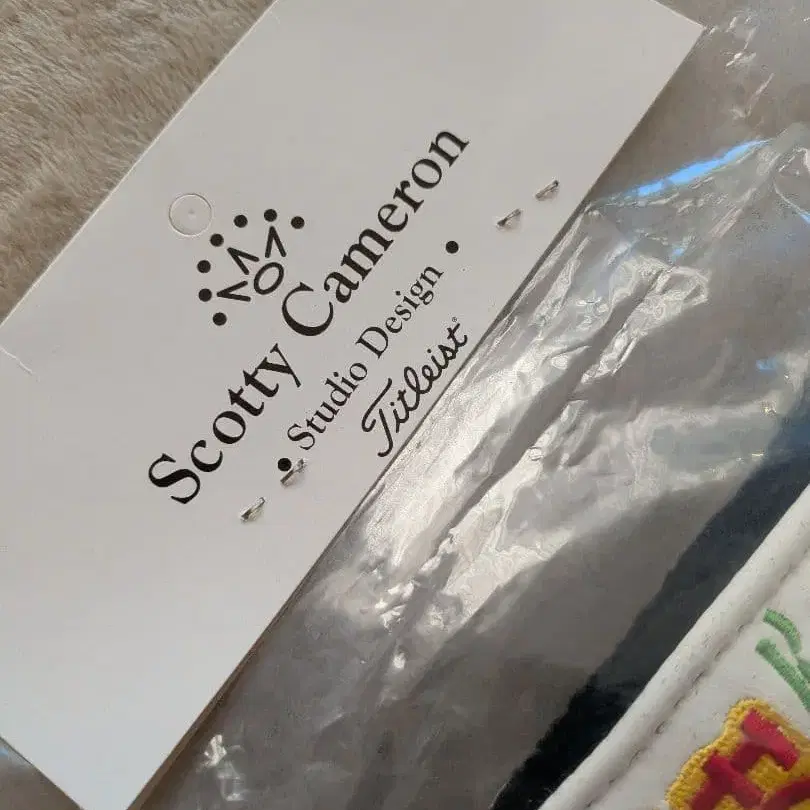 Scotty Cameron
• Studio Design •
Titleist®